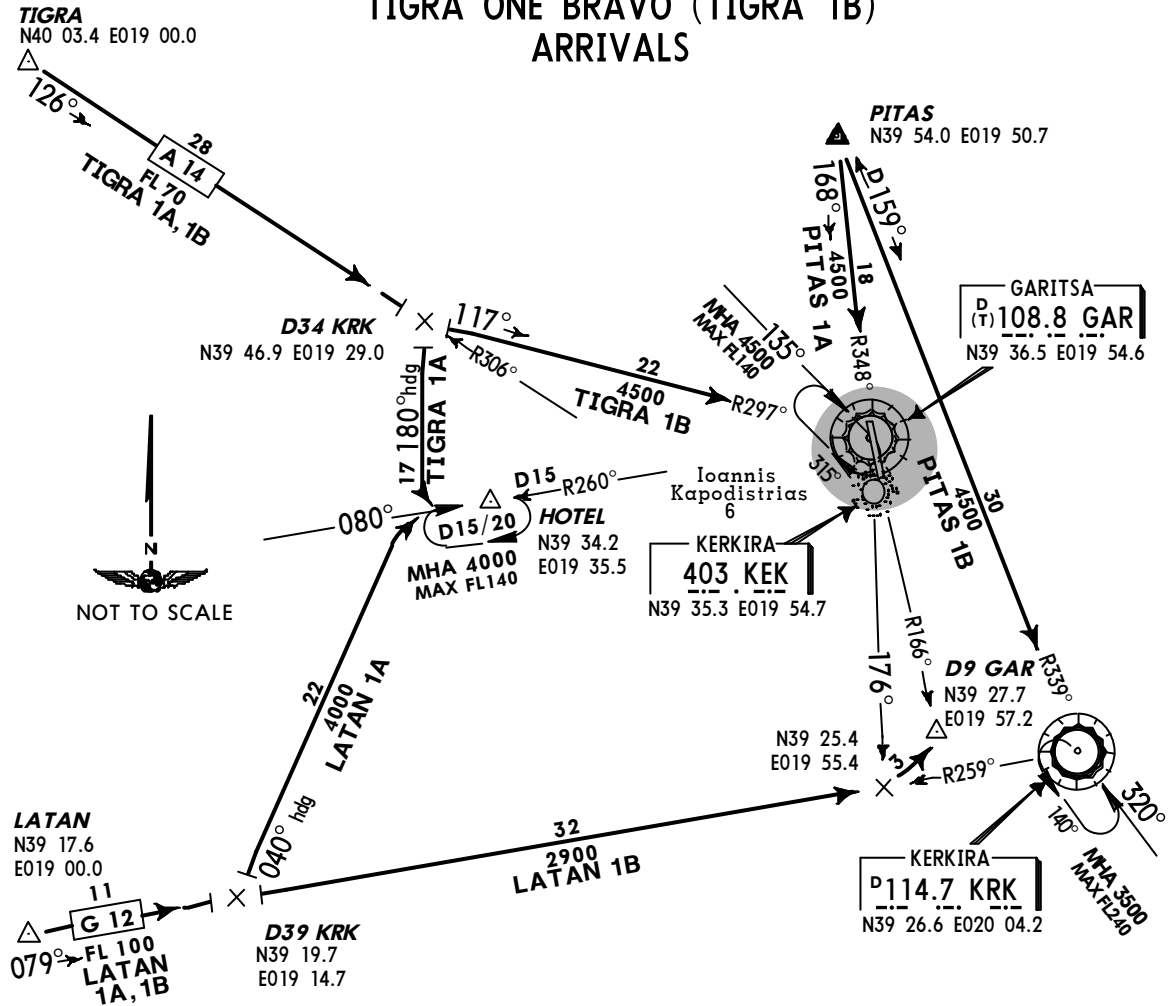 TIGRA ONE BRAVO (TIGRA 1B)
ARRIVALS
TIGRA
N40 03.4 E019 00.0
126°
28
A 14
FL 70
TIGRA 1A, 1B
PITAS
N39 54.0 E019 50.7
168°
4500
PITAS 1A
18
R348°
D159°
30
4500
PITAS 1B
R339°
GARITSA
D
(T) 108.8 GAR
N39 36.5 E019 54.6
D34 KRK
N39 46.9 E019 29.0
117°
R306°
22
4500
TIGRA 1B
R297°
MHA 4500
MAX FL140
135°
315°
17 180° hdg
TIGRA 1A
Ioannis
Kapodistrias
6
D15
R260°
080°
D15/20
HOTEL
N39 34.2
E019 35.5
MHA 4000
MAX FL140
KERKIRA
403 KEK
N39 35.3 E019 54.7
N
NOT TO SCALE
22
4000
LATAN 1A
040° hdg
176°
R166°
D9 GAR
N39 27.7
E019 57.2
N39 25.4
E019 55.4
3
R259°
320°
140°
MHA 3500
MAX FL240
KERKIRA
D 114.7 KRK
N39 26.6 E020 04.2
LATAN
N39 17.6
E019 00.0
11
G 12
079°
FL 100
LATAN
1A, 1B
D39 KRK
N39 19.7
E019 14.7
32
2900
LATAN 1B